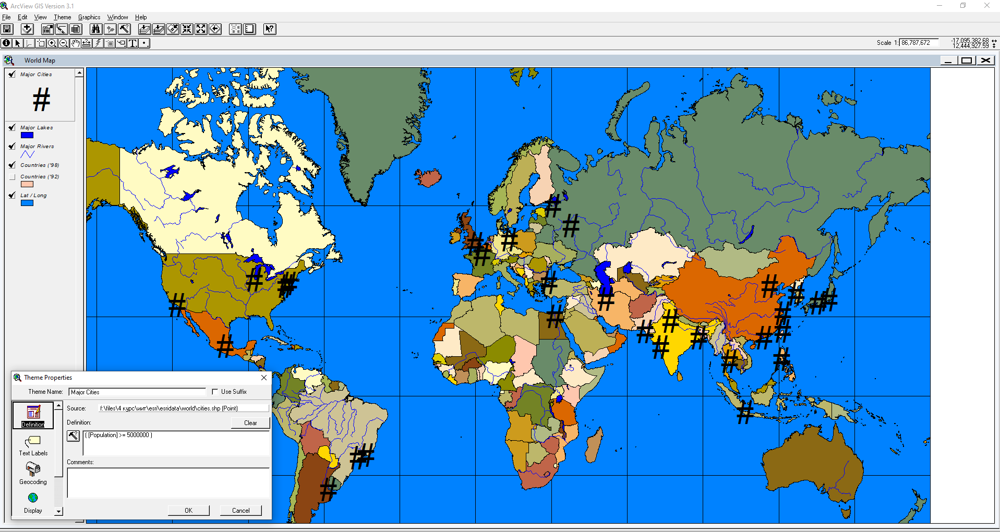 ArcView GIS Version 3.1
File Edit View Theme Graphics Window Help
Scale 1: 86,787,672
-17,095,382.68
12,444,927.59
World Map
Major Cities
#
Major Lakes
Major Rivers
Countries ('98)
Countries ('92)
Lat / Long
Theme Properties
Theme Name: Major Cities Use Suffix
Definition
Text Labels
Geocoding
Display
Source: f:\files\4 курс\иит\esri\esridata\world\cities.shp (Point)
Definition: Clear
( [Population] >= 5000000 )
Comments:
OK Cancel